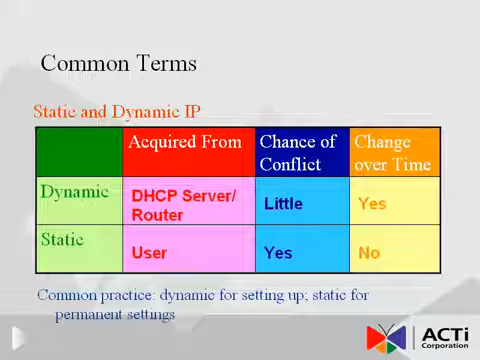 Common Terms
Static and Dynamic IP
Acquired From
Chance of
Conflict
Change
over Time
Dynamic
DHCP Server/
Router
Little
Yes
Static
User
Yes
No
Common practice: dynamic for setting up; static for
permanent settings
ACTi
Corporation